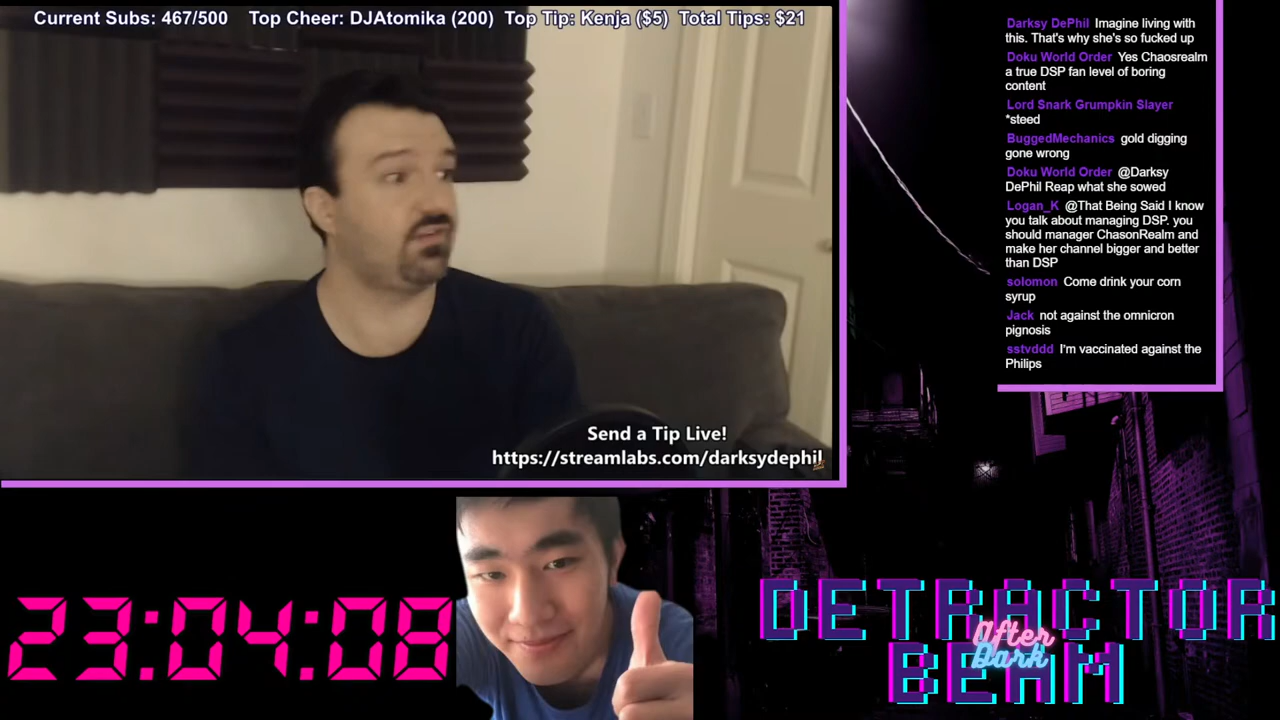 Current Subs: 467/500 Top Cheer: DJAtomika (200) Top Tip: Kenja ($5) Total Tips: $21
Send a Tip Live!
https://streamlabs.com/darksydephil
Darksy DePhil Imagine living with
this. That's why she's so fucked up
Doku World Order Yes Chaosrealm
a true DSP fan level of boring
content
Lord Snark Grumpkin Slayer
*steed
BuggedMechanics gold digging
gone wrong
Doku World Order @Darksy
DePhil Reap what she sowed
Logan_K @That Being Said I know
you talk about managing DSP. you
should manager ChasonRealm and
make her channel bigger and better
than DSP
solomon Come drink your corn
syrup
Jack not against the omnicron
pignosis
sstvddd I'm vaccinated against the
Philips
23:04:08
DETRACTOR
After
Dark
BEAM